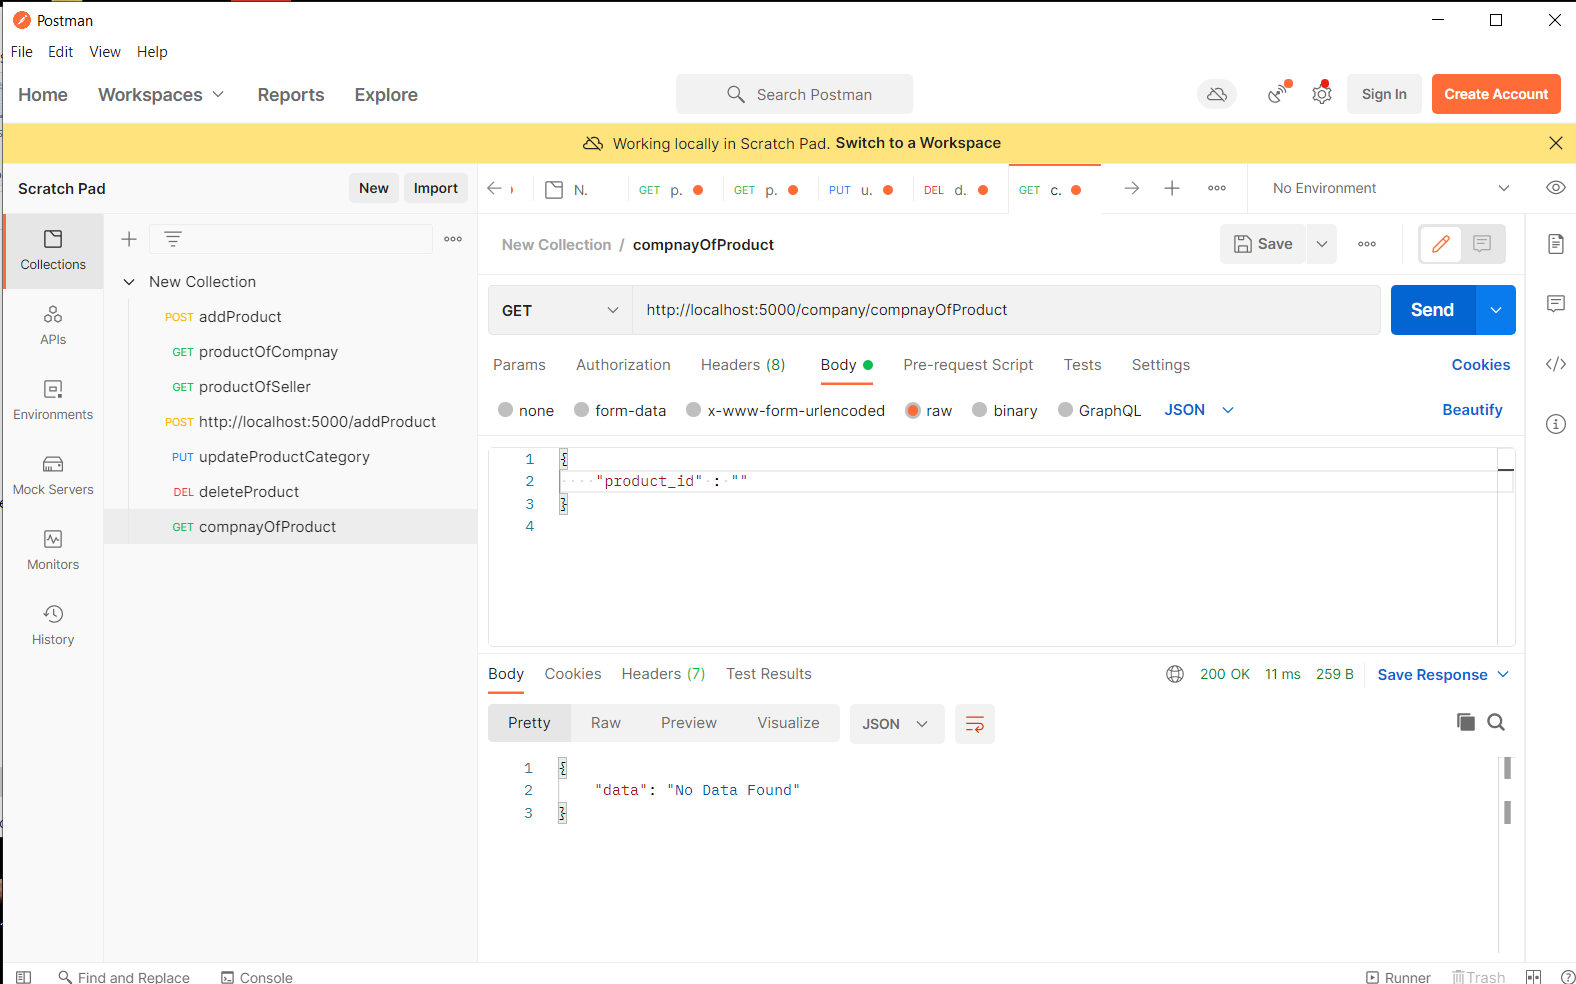 Postman
File Edit View Help
Home Workspaces Reports Explore
Search Postman
Sign In
Create Account
Working locally in Scratch Pad. Switch to a Workspace
Scratch Pad
New
Import
N.
GET p.
GET p.
PUT u.
DEL d.
GET c.
No Environment
Collections
APIs
Environments
Mock Servers
Monitors
History
New Collection
POST addProduct
GET productOfCompnay
GET productOfSeller
POST http://localhost:5000/addProduct
PUT updateProductCategory
DEL deleteProduct
GET compnayOfProduct
New Collection / compnayOfProduct
Save
GET
http://localhost:5000/company/compnayOfProduct
Send
Params Authorization Headers (8) Body Pre-request Script Tests Settings
Cookies
none form-data x-www-form-urlencoded raw binary GraphQL JSON
Beautify
1 {
2 "product_id" : ""
3 }
4
Body Cookies Headers (7) Test Results
200 OK 11 ms 259 B
Save Response
Pretty Raw Preview Visualize
JSON
1 {
2 "data": "No Data Found"
3 }
Find and Replace
Console
Runner
Trash